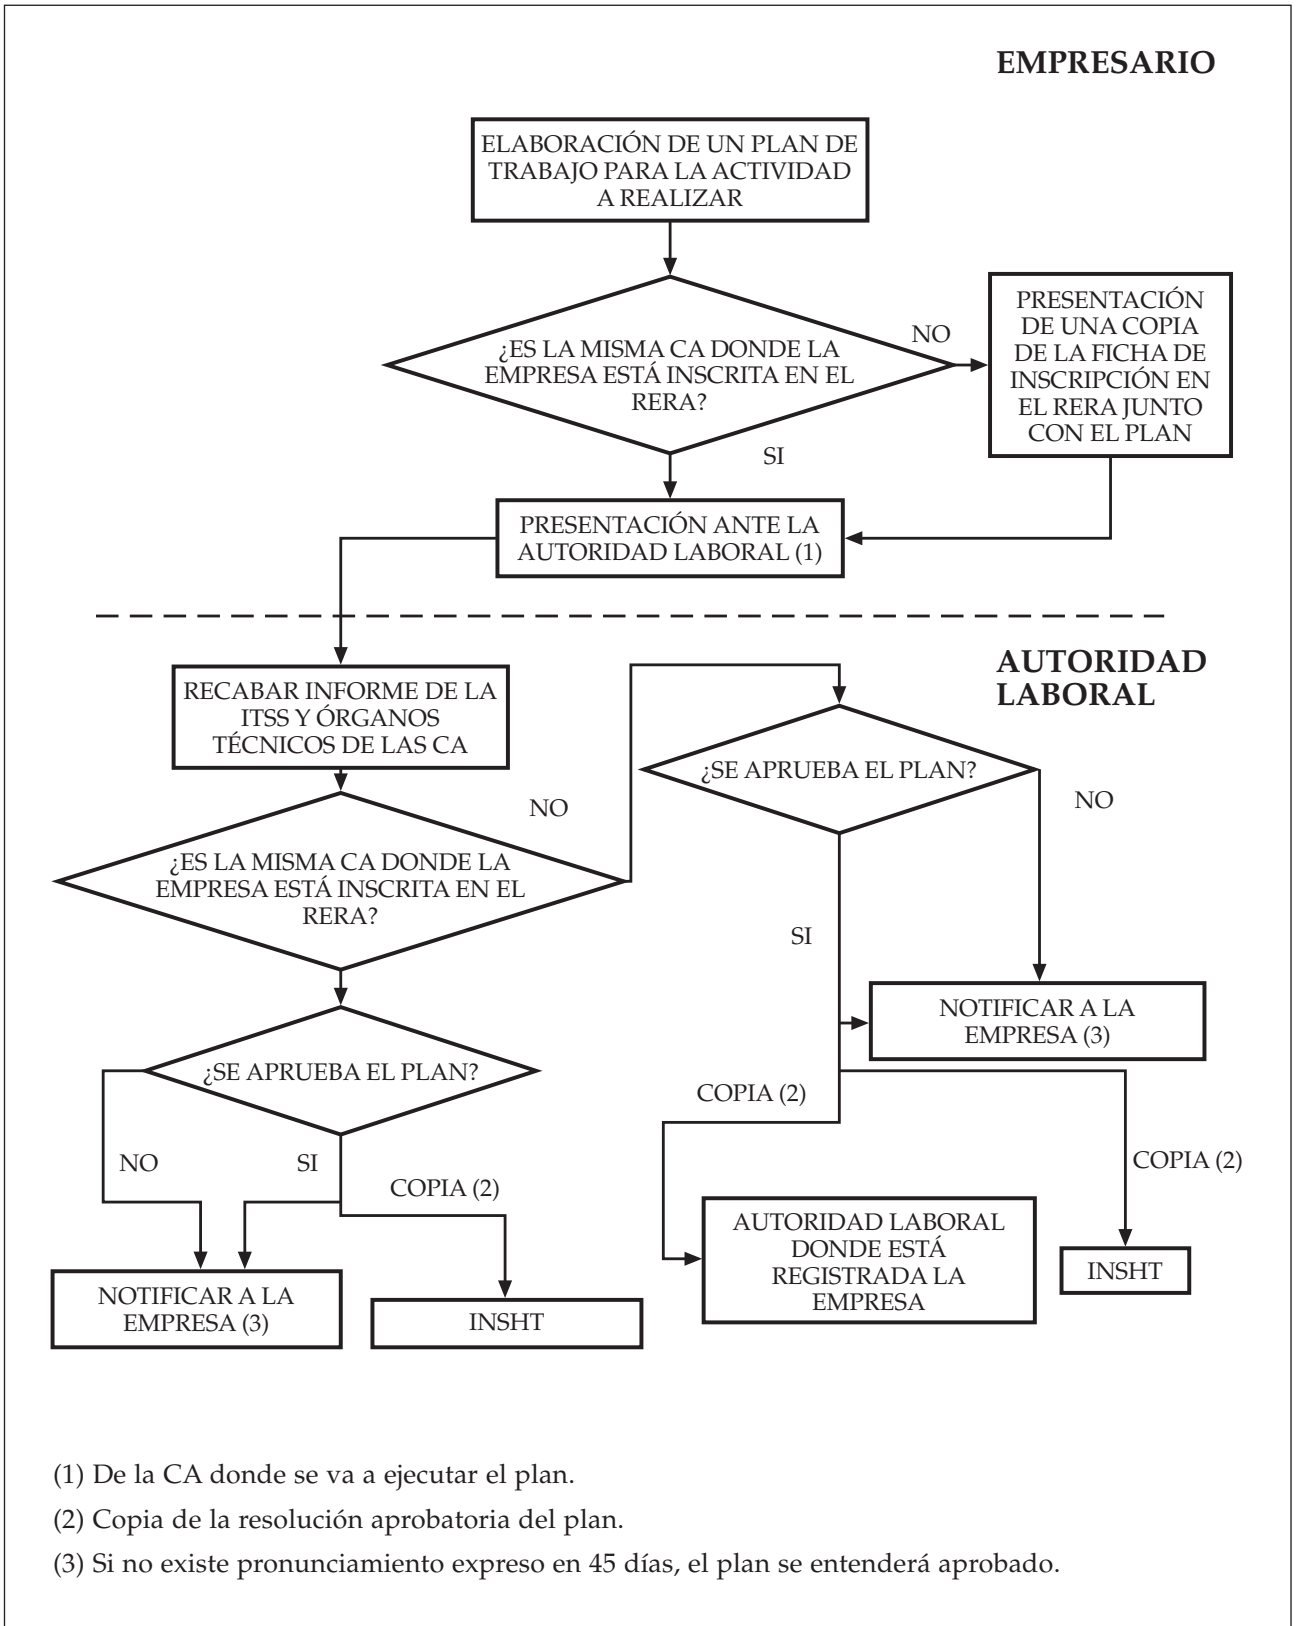 EMPRESARIO
ELABORACIÓN DE UN PLAN DE
TRABAJO PARA LA ACTIVIDAD
A REALIZAR
¿ES LA MISMA CA DONDE LA
EMPRESA ESTÁ INSCRITA EN EL
RERA?
NO
PRESENTACIÓN
DE UNA COPIA
DE LA FICHA DE
INSCRIPCIÓN EN
EL RERA JUNTO
CON EL PLAN
SI
PRESENTACIÓN ANTE LA
AUTORIDAD LABORAL (1)
AUTORIDAD
LABORAL
RECABAR INFORME DE LA
ITSS Y ÓRGANOS
TÉCNICOS DE LAS CA
¿ES LA MISMA CA DONDE LA
EMPRESA ESTÁ INSCRITA EN EL
RERA?
NO
¿SE APRUEBA EL PLAN?
NO
SI
NOTIFICAR A LA
EMPRESA (3)
COPIA (2)
COPIA (2)
AUTORIDAD LABORAL
DONDE ESTÁ
REGISTRADA LA
EMPRESA
INSHT
¿SE APRUEBA EL PLAN?
NO
SI
COPIA (2)
NOTIFICAR A LA
EMPRESA (3)
INSHT
(1) De la CA donde se va a ejecutar el plan.
(2) Copia de la resolución aprobatoria del plan.
(3) Si no existe pronunciamiento expreso en 45 días, el plan se entenderá aprobado.